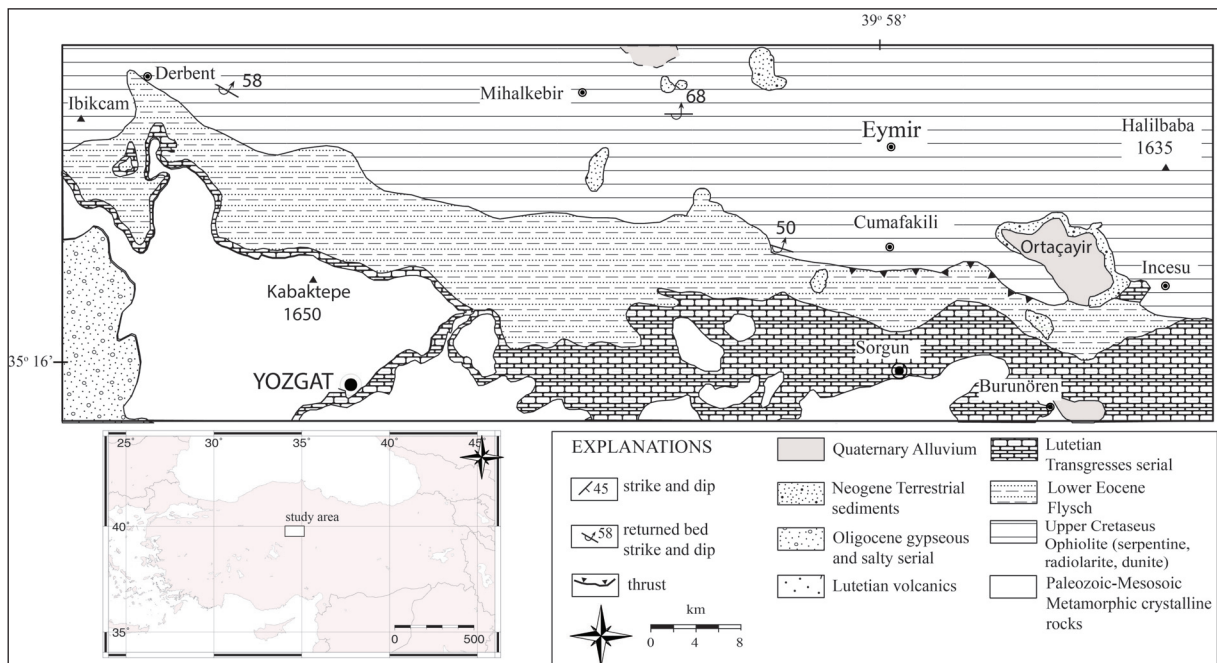 39° 58’
Derbent
58
Ibikcam
Mihalkebir
68
Eymir
Halilbaba
1635
50
Cumafakili
Ortaçayir
Incesu
Kabaktepe
1650
35° 16’
YOZGAT
Sorgun
Burunören
25°
30°
35°
40°
45°
study area
40°
35°
0
500
EXPLANATIONS
45
strike and dip
58
returned bed
strike and dip
thrust
km
0 4 8
Quaternary Alluvium
Neogene Terrestrial
sediments
Oligocene gypseous
and salty serial
Lutetian volcanics
Lutetian
Transgresses serial
Lower Eocene
Flysch
Upper Cretaseus
Ophiolite (serpentine,
radiolarite, dunite)
Paleozoic-Mesosoic
Metamorphic crystalline
rocks